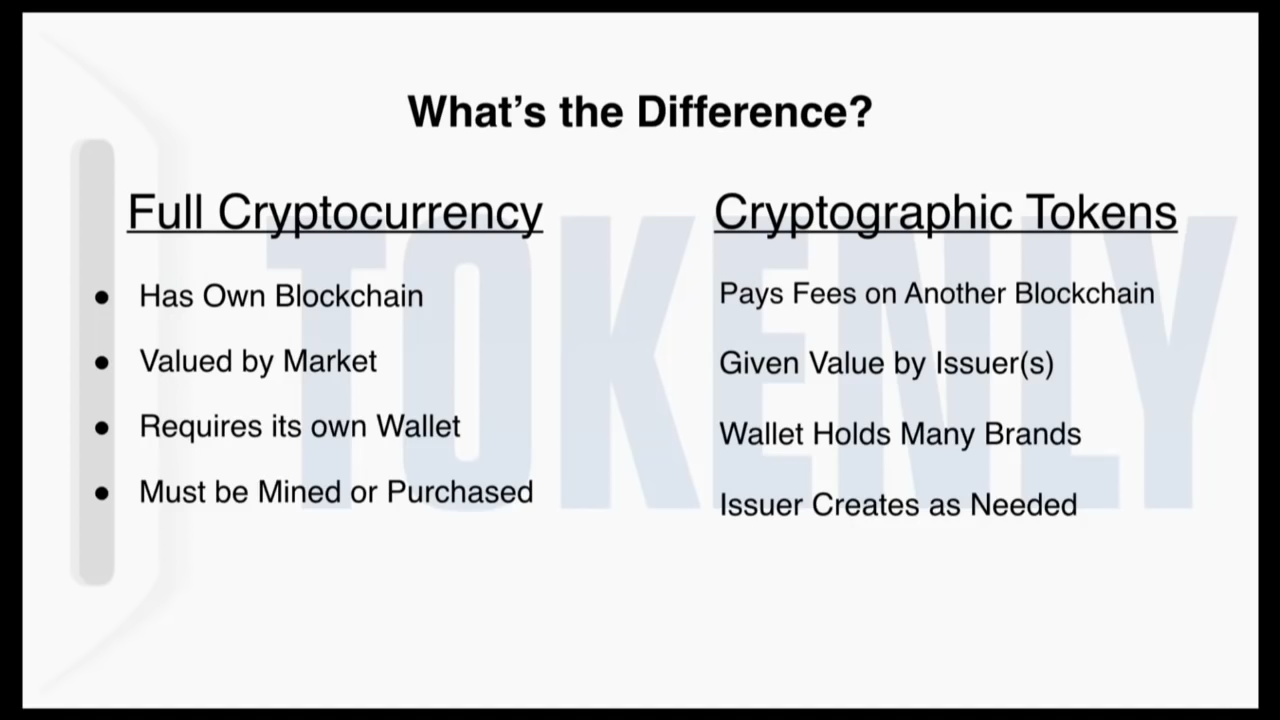 What's the Difference?
Full Cryptocurrency
● Has Own Blockchain
● Valued by Market
● Requires its own Wallet
● Must be Mined or Purchased
Cryptographic Tokens
Pays Fees on Another Blockchain
Given Value by Issuer(s)
Wallet Holds Many Brands
Issuer Creates as Needed
TOKENLY